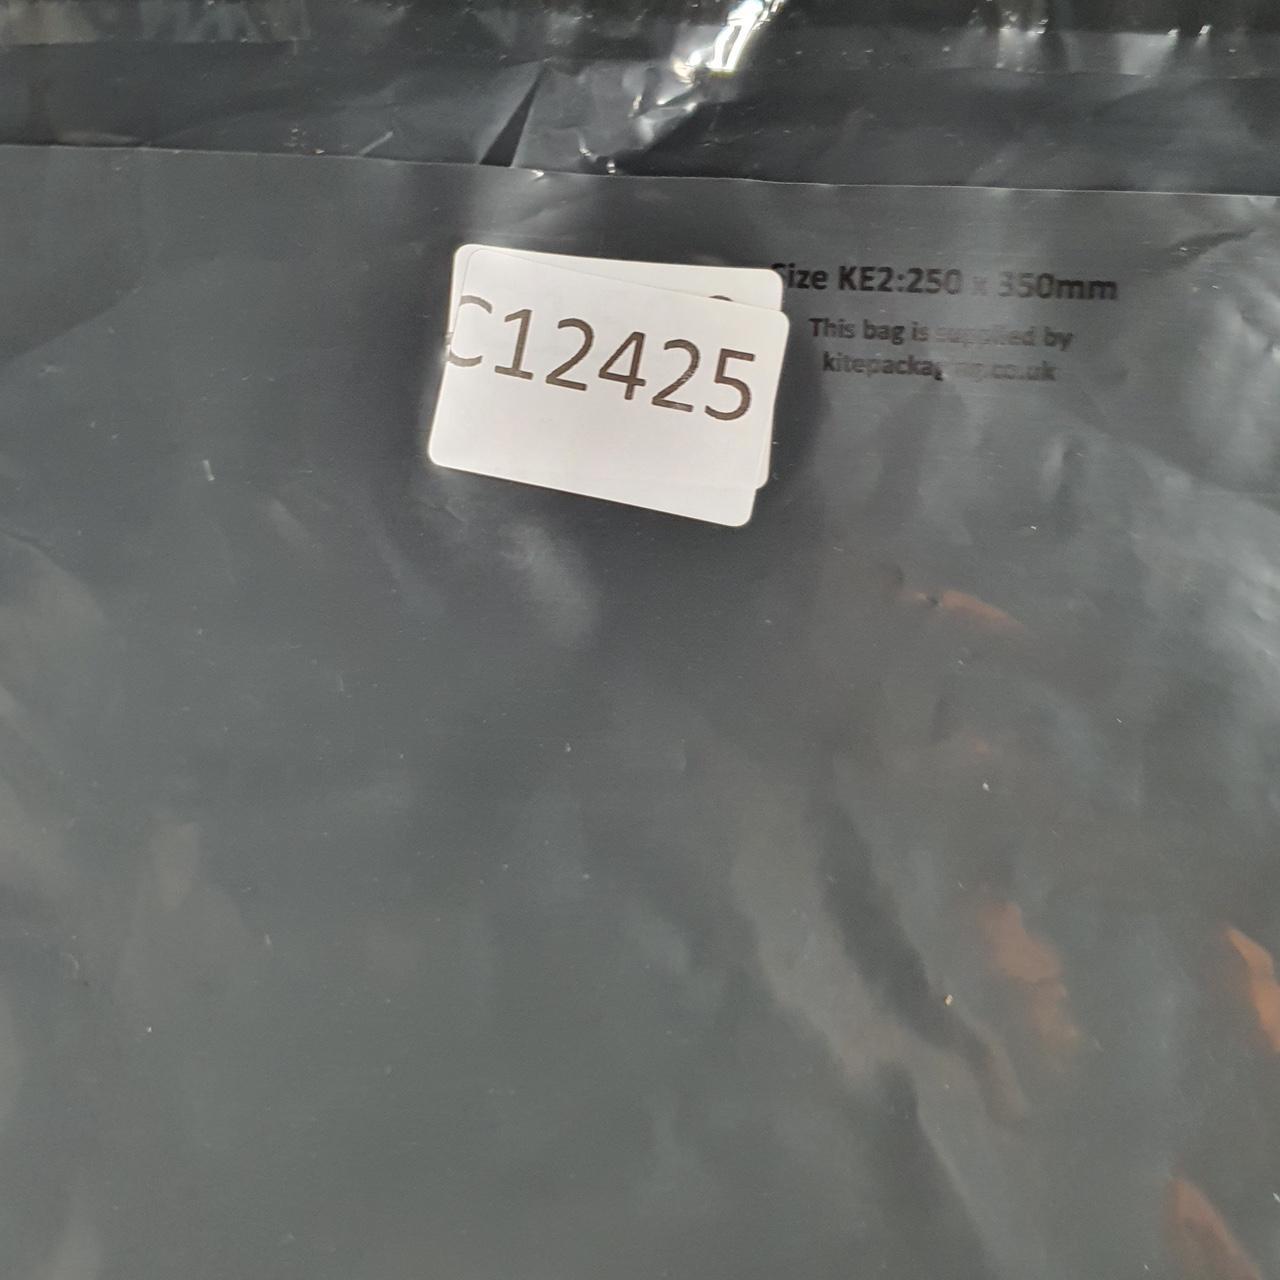 C12425
Size KE2:250 x 350mm
This bag is supplied by
kitepackaging.co.uk